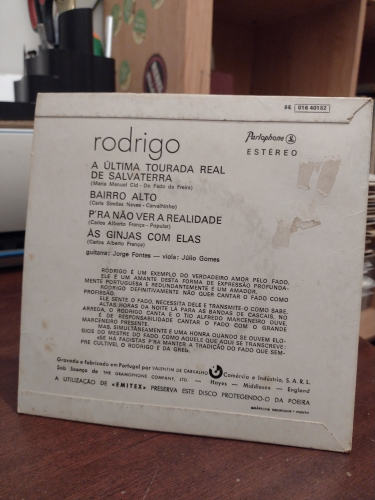 8E 016 40182
rodrigo
Parlophone
ESTÉREO
A ÚLTIMA TOURADA REAL
DE SALVATERRA
(Maria Manuel Cid - Do Fado da Freira)
BAIRRO ALTO
(Carlos Simões Neves - Carvalhinho)
P'RA NÃO VER A REALIDADE
(Carlos Alberto França - Popular)
ÀS GINJAS COM ELAS
(Carlos Alberto França)
guitarra: Jorge Fontes — viola: Júlio Gomes
RODRIGO É UM EXEMPLO DO VERDADEIRO AMOR PELO FADO.
ELE É UM AMANTE DESTA FORMA DE EXPRESSÃO PROFUNDA-
MENTE PORTUGUESA E REDUNDANTEMENTE É UM AMADOR.
RODRIGO DEFINITIVAMENTE NÃO QUER CANTAR O FADO COMO
PROFISSÃO.
ELE SENTE O FADO, NECESSITA DELE E TRANSMITE-O COMO SABE.
ALTAS HORAS DA NOITE LÁ PARA AS BANDAS DE CASCAIS, NO
ARREDA, O RODRIGO CANTA E O TIO ALFREDO MARCENEIRO OUVE.
É DE RESPONSABILIDADE CANTAR O FADO COM O GRANDE
MARCENEIRO PRESENTE.
MAS, SIMULTÂNEAMENTE É UMA HONRA QUANDO SE OUVEM ELO-
GIOS DO MESTRE DO FADO COMO AQUELE QUE AQUI SE TRANSCREVE:
«SE HÁ FADISTAS P'RA MANTER A TRADIÇÃO DO FADO QUE SEM-
PRE CULTIVEI, O RODRIGO É DA GREI».
Gravado e fabricado em Portugal por VALENTIM DE CARVALHO Comércio e Indústria, S.A.R.L.
Sob licença de THE GRAMOPHONE COMPANY, LTD. — Hayes - Middlesex - England
A UTILIZAÇÃO DE «EMITEX» PRESERVA ESTE DISCO PROTEGENDO-O DA POEIRA